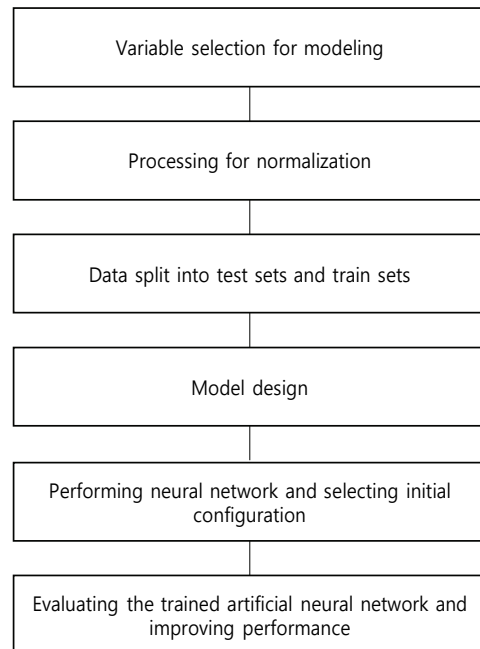 Variable selection for modeling
Processing for normalization
Data split into test sets and train sets
Model design
Performing neural network and selecting initial
configuration
Evaluating the trained artificial neural network and
improving performance